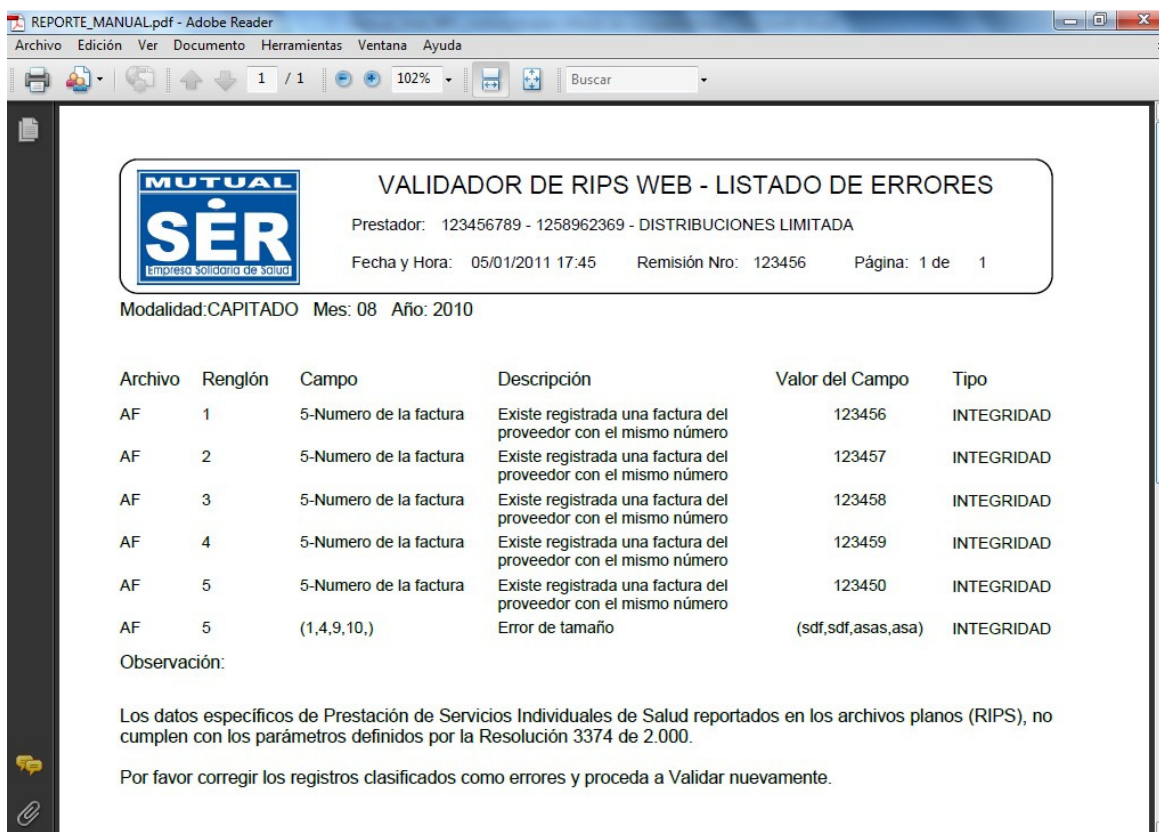 REPORTE_MANUAL.pdf - Adobe Reader
Archivo Edición Ver Documento Herramientas Ventana Ayuda
1 / 1 102% Buscar
MUTUAL
SER
Empresa Solidaria de Salud
VALIDADOR DE RIPS WEB - LISTADO DE ERRORES
Prestador: 123456789 - 1258962369 - DISTRIBUCIONES LIMITADA
Fecha y Hora: 05/01/2011 17:45 Remisión Nro: 123456 Página: 1 de 1
Modalidad:CAPITADO Mes: 08 Año: 2010
Archivo Renglón Campo Descripción Valor del Campo Tipo
AF 1 5-Numero de la factura Existe registrada una factura del 123456 INTEGRIDAD
proveedor con el mismo número
AF 2 5-Numero de la factura Existe registrada una factura del 123457 INTEGRIDAD
proveedor con el mismo número
AF 3 5-Numero de la factura Existe registrada una factura del 123458 INTEGRIDAD
proveedor con el mismo número
AF 4 5-Numero de la factura Existe registrada una factura del 123459 INTEGRIDAD
proveedor con el mismo número
AF 5 5-Numero de la factura Existe registrada una factura del 123450 INTEGRIDAD
proveedor con el mismo número
AF 5 (1,4,9,10,) Error de tamaño (sdf,sdf,asas,asa) INTEGRIDAD
Observación:
Los datos específicos de Prestación de Servicios Individuales de Salud reportados en los archivos planos (RIPS), no
cumplen con los parámetros definidos por la Resolución 3374 de 2.000.
Por favor corregir los registros clasificados como errores y proceda a Validar nuevamente.